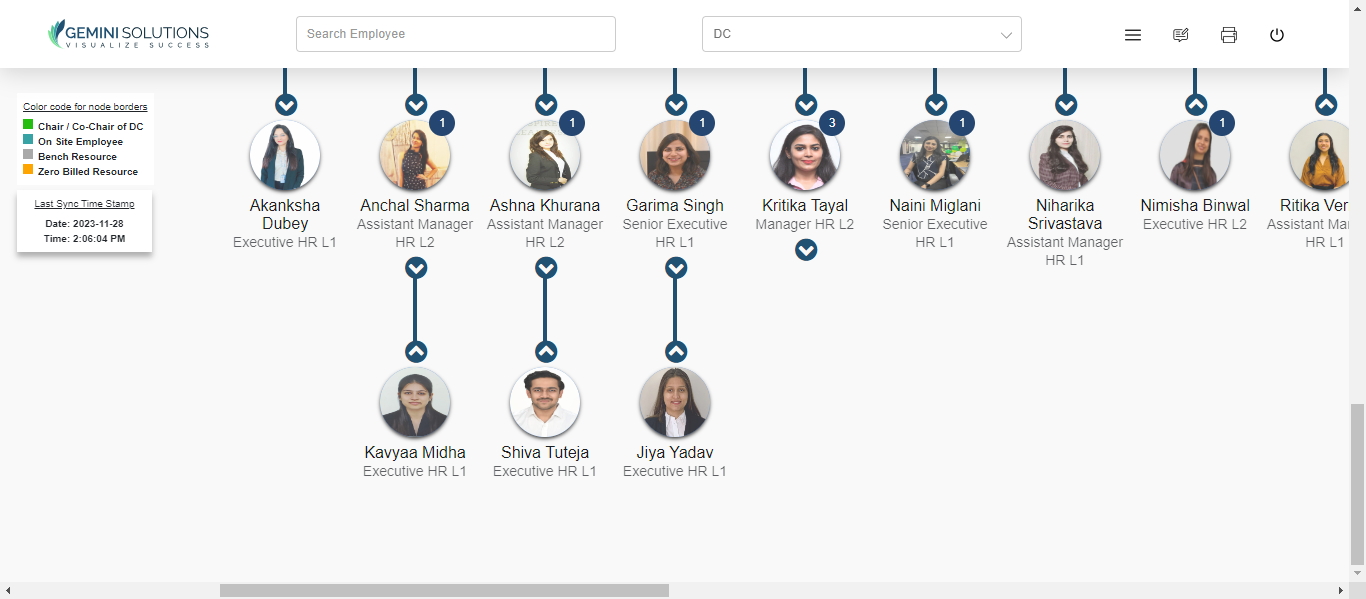 GEMINI SOLUTIONS
VISUALIZE SUCCESS
Search Employee
DC
Color code for node borders
Chair / Co-Chair of DC
On Site Employee
Bench Resource
Zero Billed Resource
Last Sync Time Stamp
Date: 2023-11-28
Time: 2:06:04 PM
Akanksha
Dubey
Executive HR L1
1
Anchal Sharma
Assistant Manager
HR L2
1
Ashna Khurana
Assistant Manager
HR L2
1
Garima Singh
Senior Executive
HR L1
3
Kritika Tayal
Manager HR L2
1
Naini Miglani
Senior Executive
HR L1
Niharika
Srivastava
Assistant Manager
HR L1
1
Nimisha Binwal
Executive HR L2
Ritika Ver
Assistant Ma
HR L1
Kavyaa Midha
Executive HR L1
Shiva Tuteja
Executive HR L1
Jiya Yadav
Executive HR L1